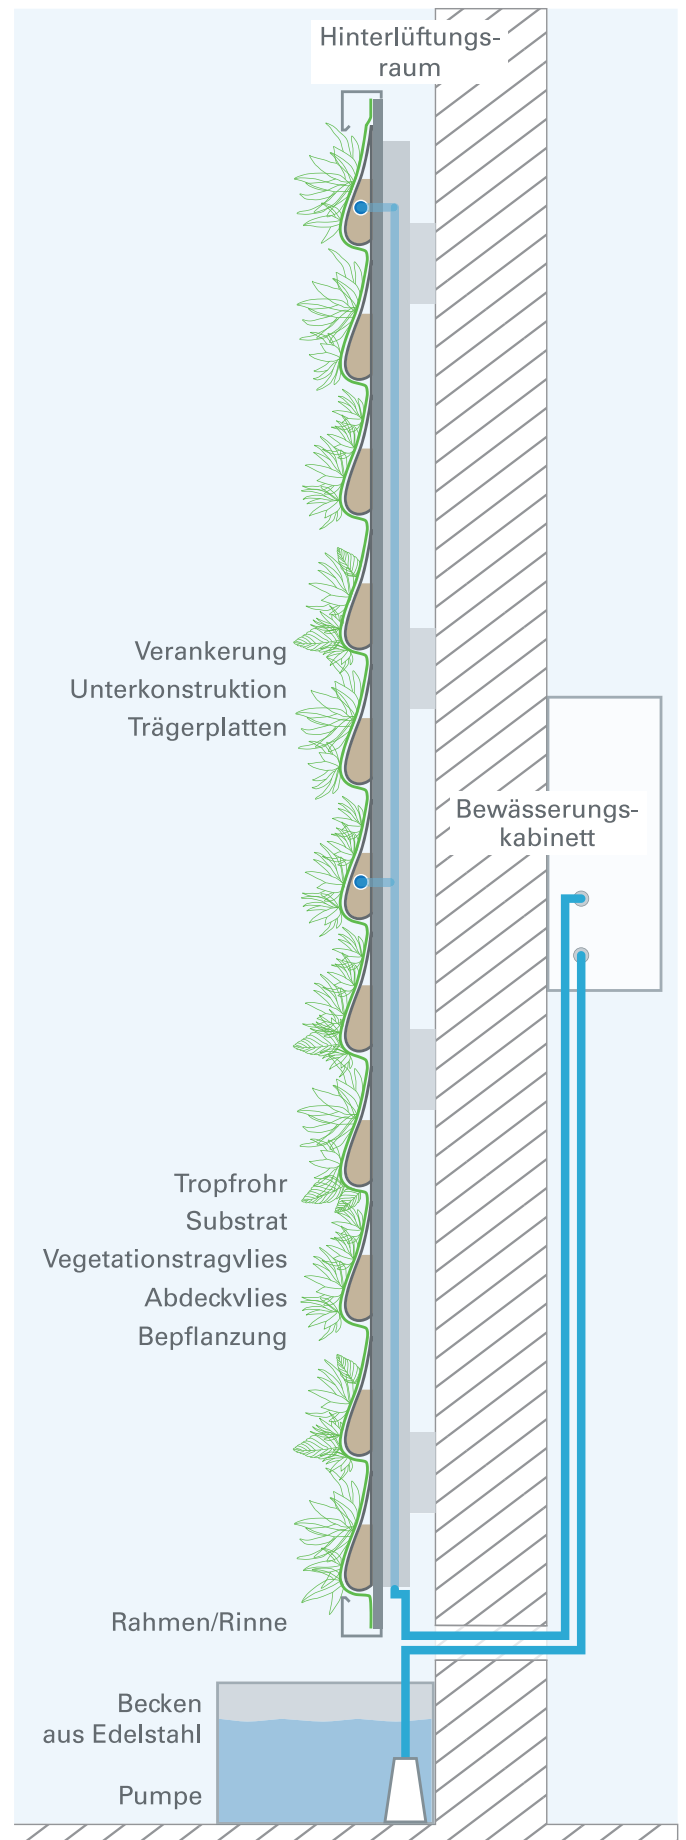 Hinterlüftungs-
raum
Verankerung
Unterkonstruktion
Trägerplatten
Bewässerungs-
kabinett
Tropfrohr
Substrat
Vegetationstragvlies
Abdeckvlies
Bepflanzung
Rahmen/Rinne
Becken
aus Edelstahl
Pumpe